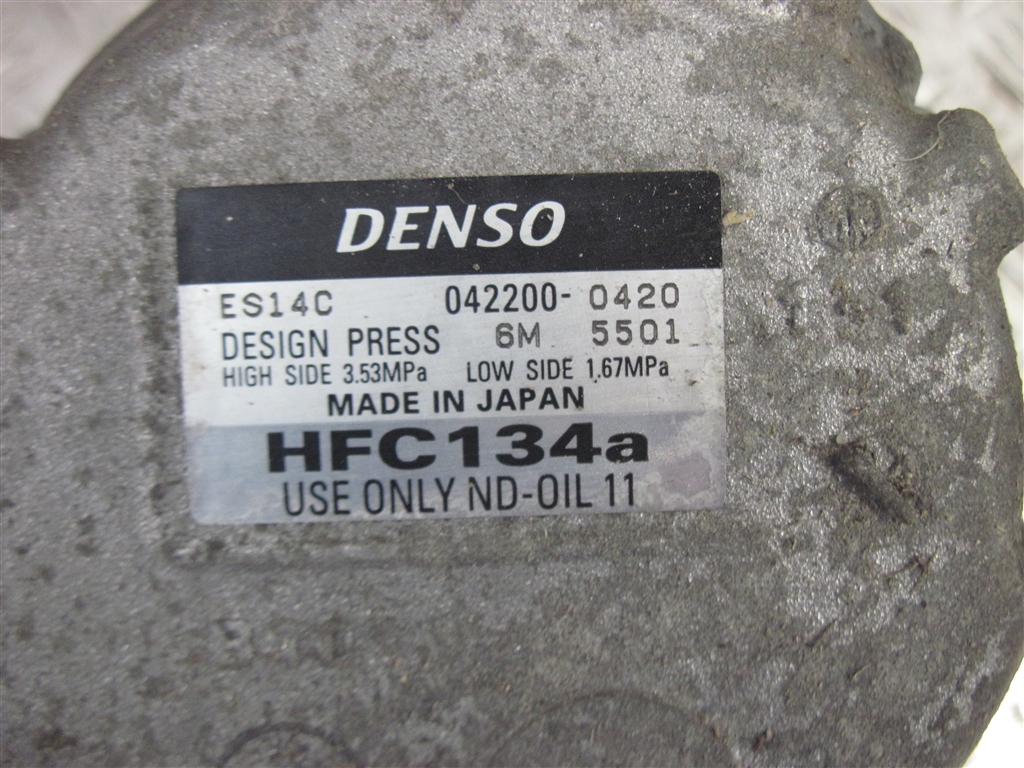 DENSO
ES14C 042200-0420
DESIGN PRESS 6M 5501
HIGH SIDE 3.53MPa LOW SIDE 1.67MPa
MADE IN JAPAN
HFC134a
USE ONLY ND-OIL 11